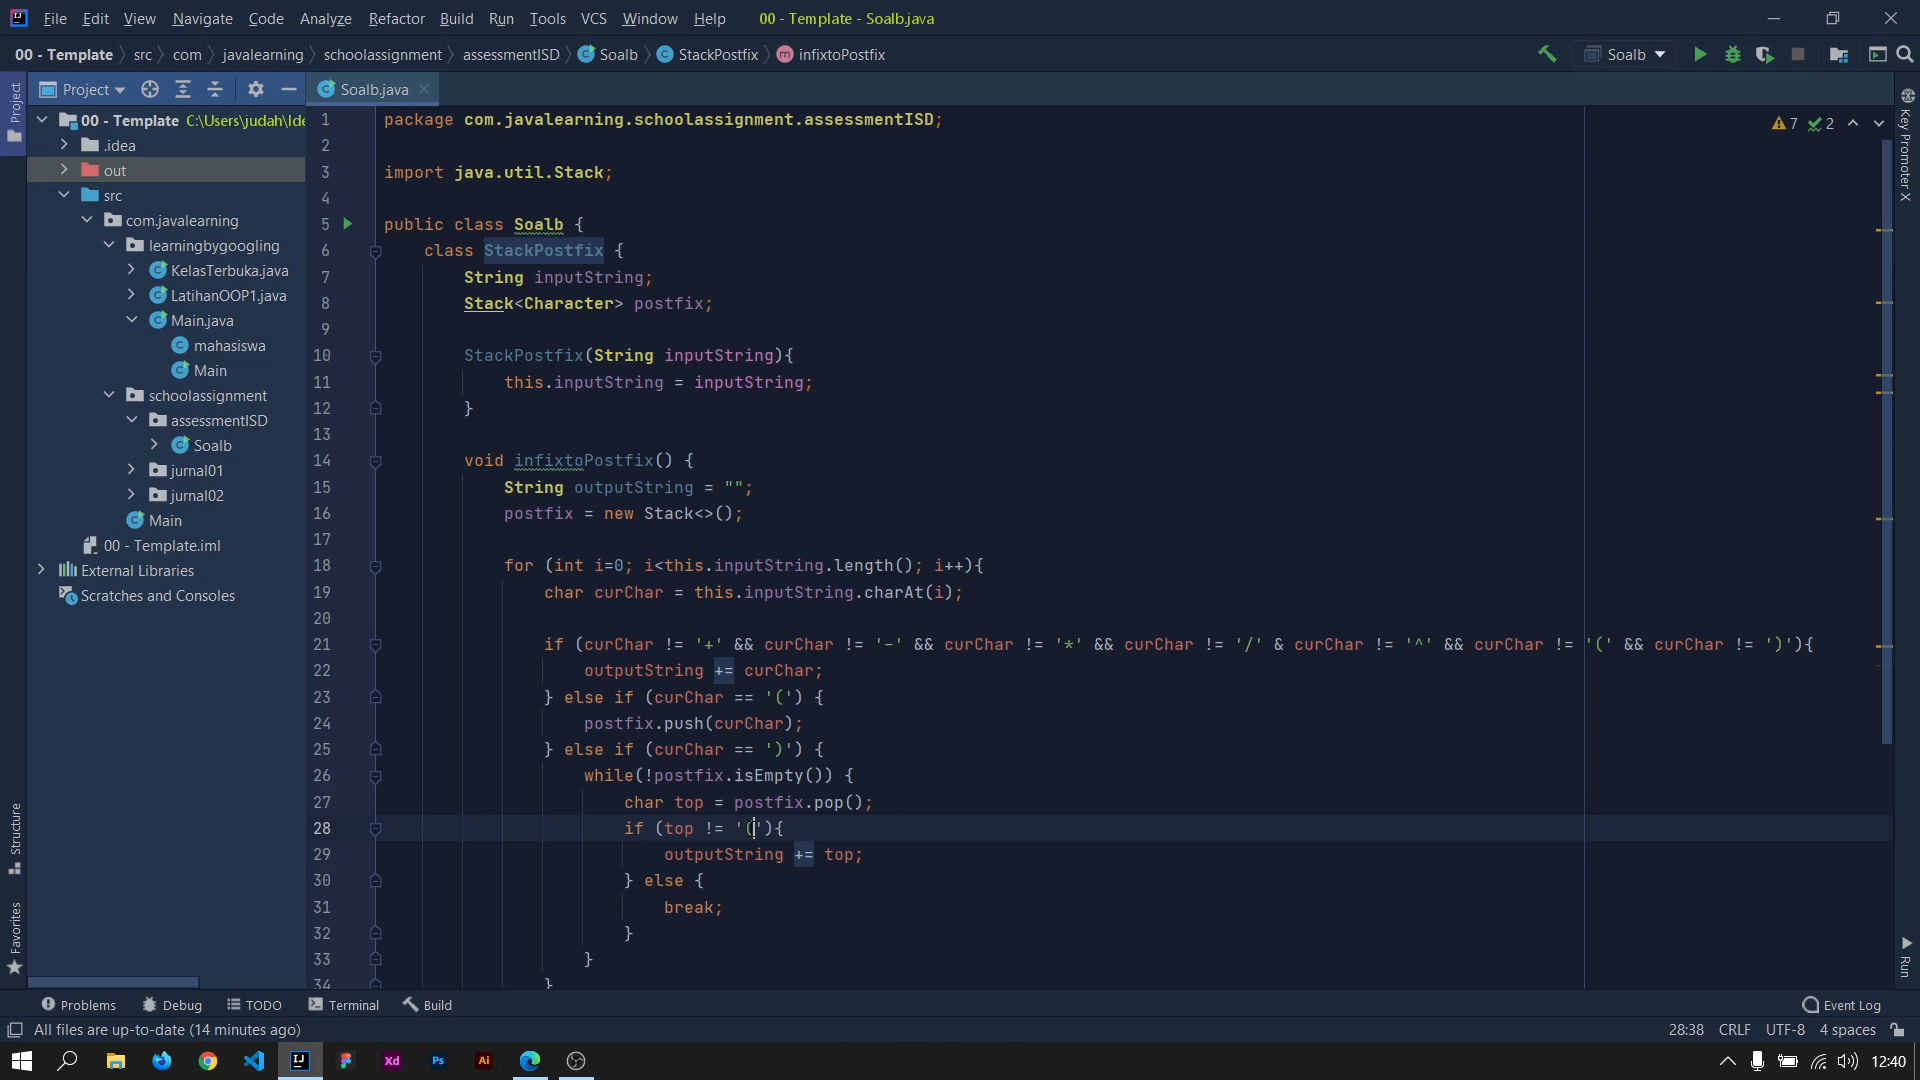 File Edit View Navigate Code Analyze Refactor Build Run Tools VCS Window Help 00 - Template - Soalb.java
00 - Template src com javalearning schoolassignment assessmentISD Soalb StackPostfix infixtoPostfix Soalb
Project Soalb.java
00 - Template C:\Users\judah\Ide
.idea
out
src
com.javalearning
learningbygoogling
KelasTerbuka.java
LatihanOOP1.java
Main.java
mahasiswa
Main
schoolassignment
assessmentISD
Soalb
jurnal01
jurnal02
Main
00 - Template.iml
External Libraries
Scratches and Consoles
Project
Structure
Favorites
1 package com.javalearning.schoolassignment.assessmentISD;
2
3 import java.util.Stack;
4
5 public class Soalb {
6 class StackPostfix {
7 String inputString;
8 Stack<Character> postfix;
9
10 StackPostfix(String inputString){
11 this.inputString = inputString;
12 }
13
14 void infixtoPostfix() {
15 String outputString = "";
16 postfix = new Stack<>();
17
18 for (int i=0; i<this.inputString.length(); i++){
19 char curChar = this.inputString.charAt(i);
20
21 if (curChar != '+' && curChar != '-' && curChar != '*' && curChar != '/' & curChar != '^' && curChar != '(' && curChar != ')'){
22 outputString += curChar;
23 } else if (curChar == '(') {
24 postfix.push(curChar);
25 } else if (curChar == ')') {
26 while(!postfix.isEmpty()) {
27 char top = postfix.pop();
28 if (top != '('){
29 outputString += top;
30 } else {
31 break;
32 }
33 }
34 }
7 2
Key Promoter X
Run
Problems Debug TODO Terminal Build Event Log
All files are up-to-date (14 minutes ago) 28:38 CRLF UTF-8 4 spaces
IJ Xd Ps Ai 12:40